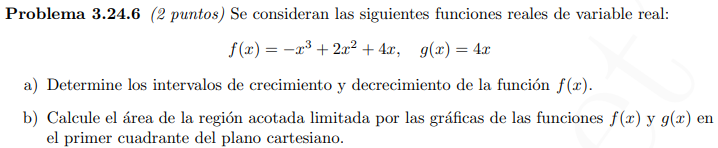 Problema 3.24.6 (2 puntos) Se consideran las siguientes funciones reales de variable real:
f(x) = −x³ + 2x² + 4x, g(x) = 4x
a) Determine los intervalos de crecimiento y decrecimiento de la función f(x).
b) Calcule el área de la región acotada limitada por las gráficas de las funciones f(x) y g(x) en
el primer cuadrante del plano cartesiano.